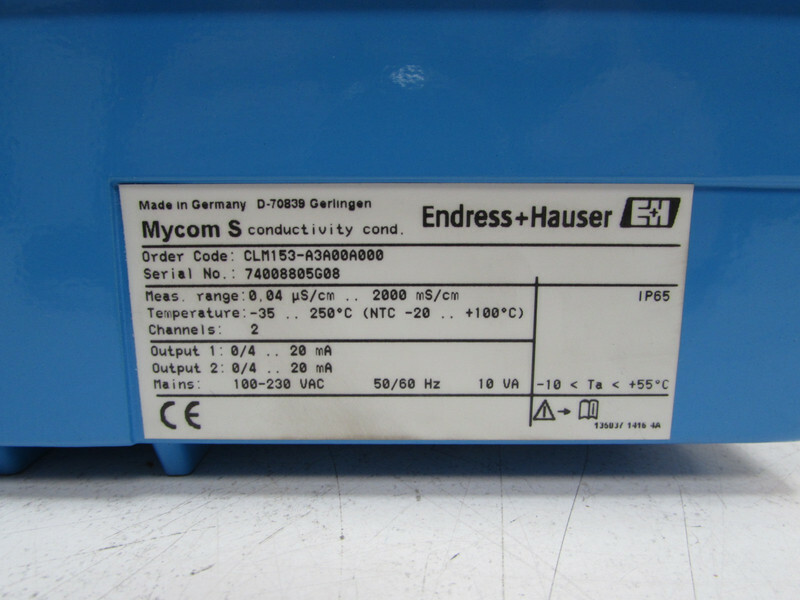 Made in Germany D-70839 Gerlingen
Mycom S conductivity cond.
Endress+Hauser E+H
Order Code: CLM153-A3A00A000
Serial No.: 74008805G08
Meas. range: 0,04 µS/cm .. 2000 mS/cm
IP65
Temperature: -35 .. 250°C (NTC -20 .. +100°C)
Channels: 2
Output 1: 0/4 .. 20 mA
Output 2: 0/4 .. 20 mA
Mains: 100-230 VAC 50/60 Hz 10 VA
-10 < Ta < +55°C
CE
1416 4A